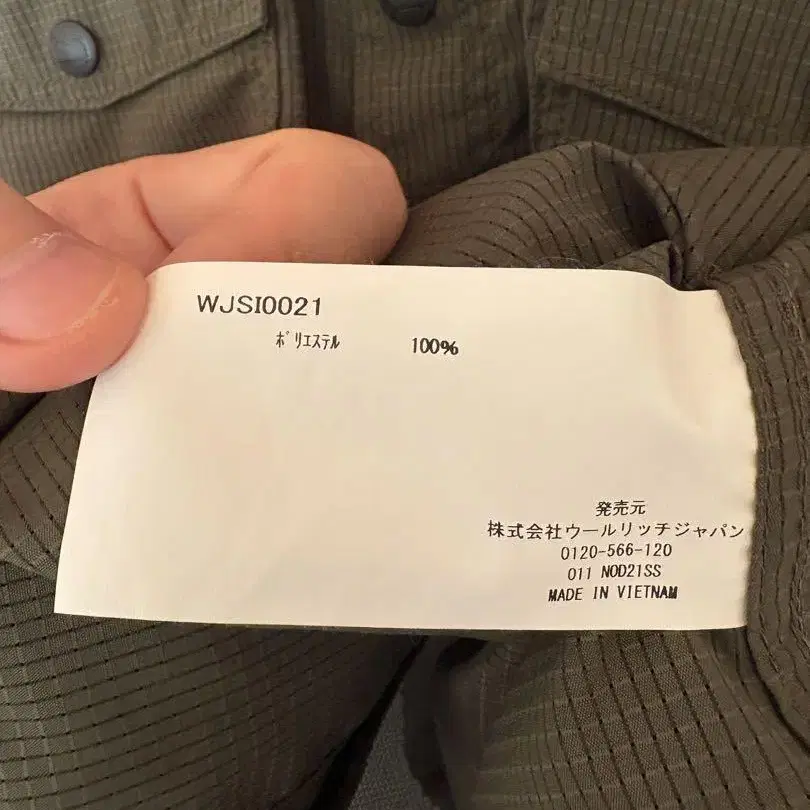 WJSI0021
ﾎﾟﾘｴｽﾃﾙ 100%
発売元
株式会社ウールリッチジャパン
0120-566-120
011 NOD21SS
MADE IN VIETNAM